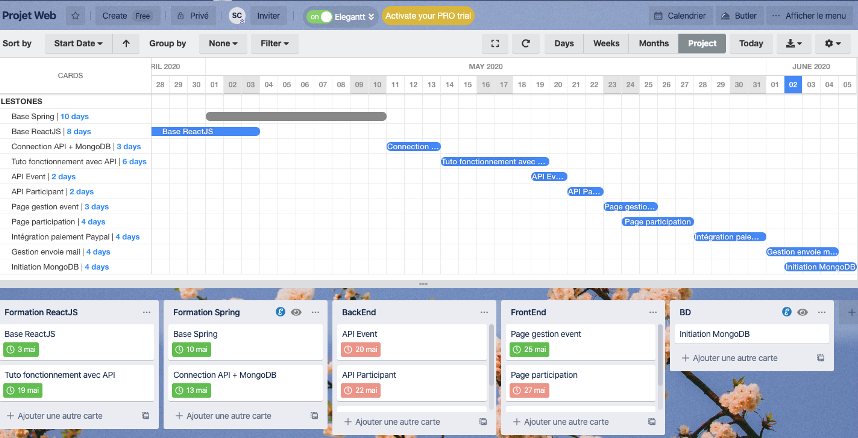 Projet Web Create Free Privé SC Inviter on Elegantt Activate your PRO trial Calendrier Butler Afficher le menu
Sort by Start Date Group by None Filter Days Weeks Months Project Today
CARDS
RIL 2020 MAY 2020 JUNE 2020
28 29 30 01 02 03 04 05 06 07 08 09 10 11 12 13 14 15 16 17 18 19 20 21 22 23 24 25 26 27 28 29 30 31 01 02 03 04 05
LESTONES
Base Spring | 10 days
Base ReactJS | 8 days Base ReactJS
Connection API + MongoDB | 3 days Connection ...
Tuto fonctionnement avec API | 6 days Tuto fonctionnement avec ...
API Event | 2 days API Ev...
API Participant | 2 days API Pa...
Page gestion event | 3 days Page gestio...
Page participation | 4 days Page participation
Intégration paiement Paypal | 4 days Intégration paie...
Gestion envoie mail | 4 days Gestion envoie m...
Initiation MongoDB | 4 days Initiation MongoDB
Formation ReactJS
Base ReactJS
3 mai
Tuto fonctionnement avec API
19 mai
+ Ajouter une autre carte
Formation Spring
Base Spring
10 mai
Connection API + MongoDB
13 mai
+ Ajouter une autre carte
BackEnd
API Event
20 mai
API Participant
22 mai
+ Ajouter une autre carte
FrontEnd
Page gestion event
25 mai
Page participation
27 mai
+ Ajouter une autre carte
BD
Initiation MongoDB
+ Ajouter une autre carte